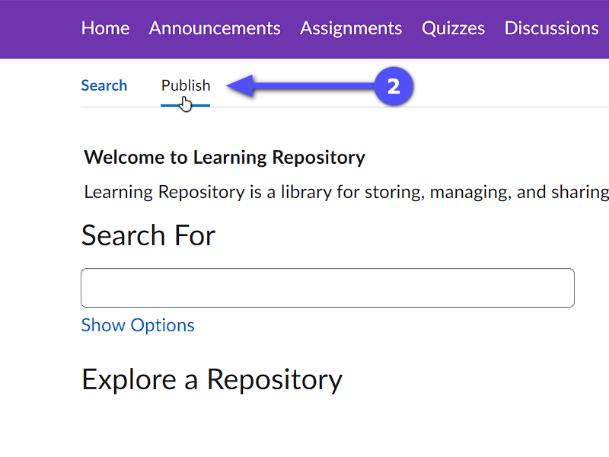 Home Announcements Assignments Quizzes Discussions
Search Publish 2
Welcome to Learning Repository
Learning Repository is a library for storing, managing, and sharing
Search For
Show Options
Explore a Repository